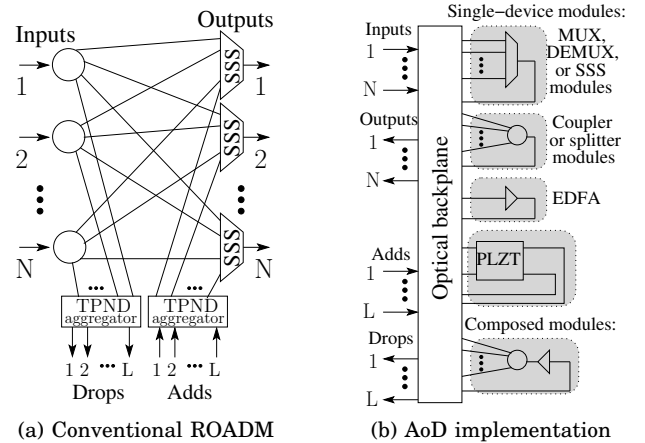 Inputs
Outputs
1
2
N
SSS
1
SSS
2
SSS
N
TPND
aggregator
TPND
aggregator
1 2 L
Drops
1 2 L
Adds
(a) Conventional ROADM
Single-device modules:
Inputs
1
N
Outputs
1
N
Adds
1
L
Drops
1
L
Optical backplane
MUX,
DEMUX,
or SSS
modules
Coupler
or splitter
modules
EDFA
PLZT
Composed modules:
(b) AoD implementation